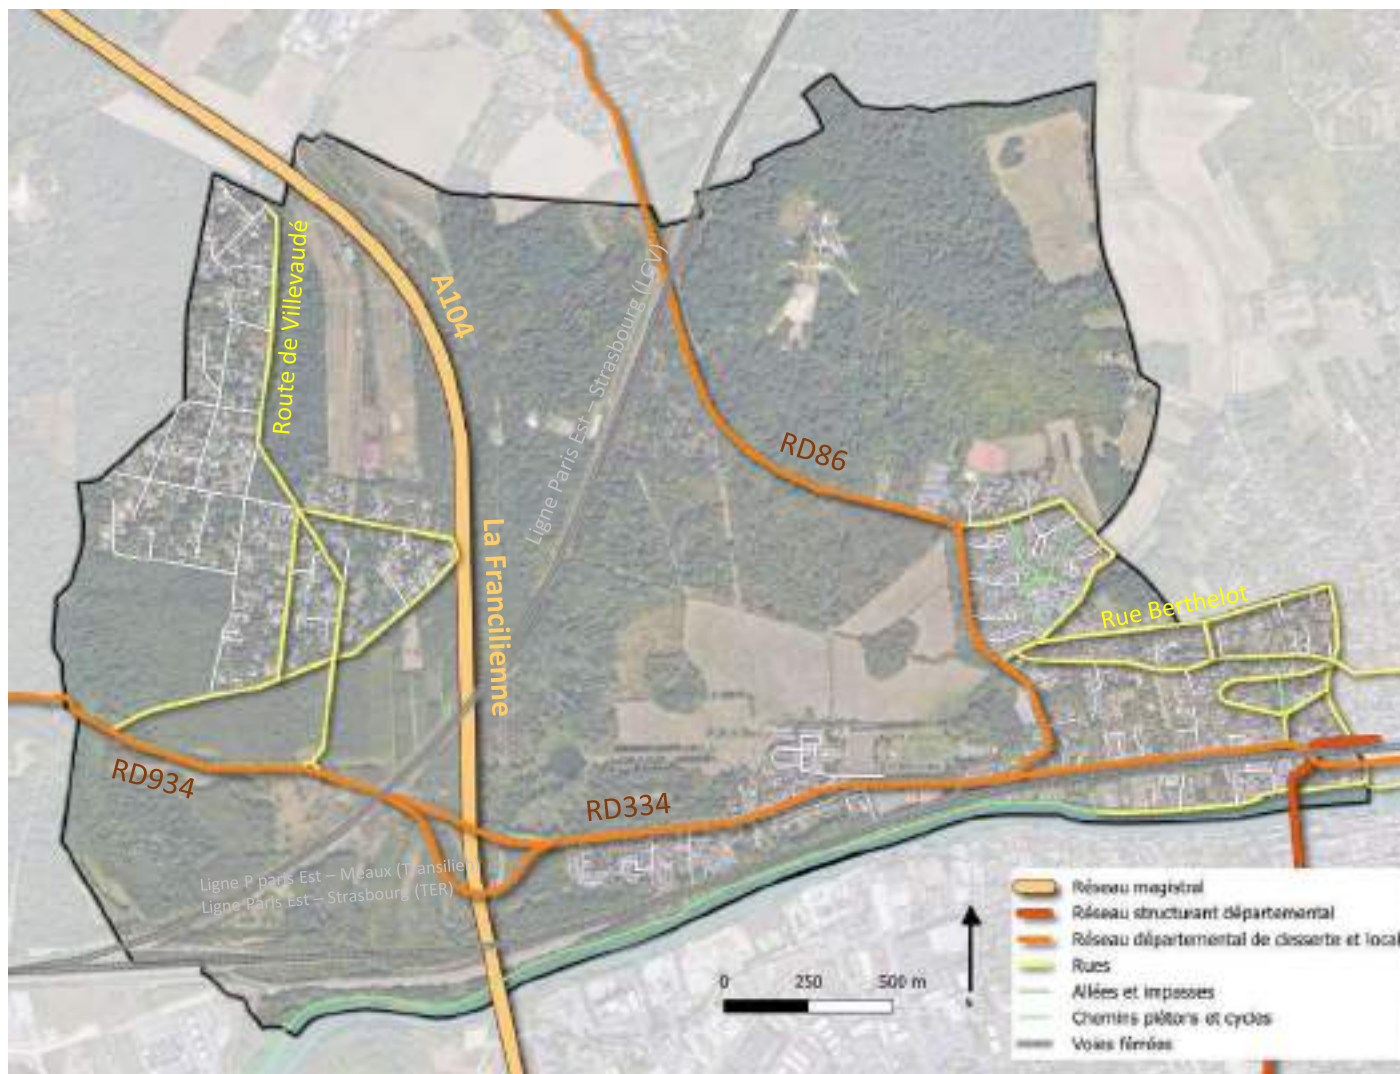 Route de Villevaudé
A104
Ligne Paris Est – Strasbourg (LGV)
RD86
La Francilienne
Rue Berthelot
RD934
RD334
Ligne P paris Est – Meaux (Transilien)
Ligne Paris Est – Strasbourg (TER)
0 250 500 m
Réseau magistral
Réseau structurant départemental
Réseau départemental de desserte et local
Rues
Allées et impasses
Chemins piétons et cycles
Voies ferrées